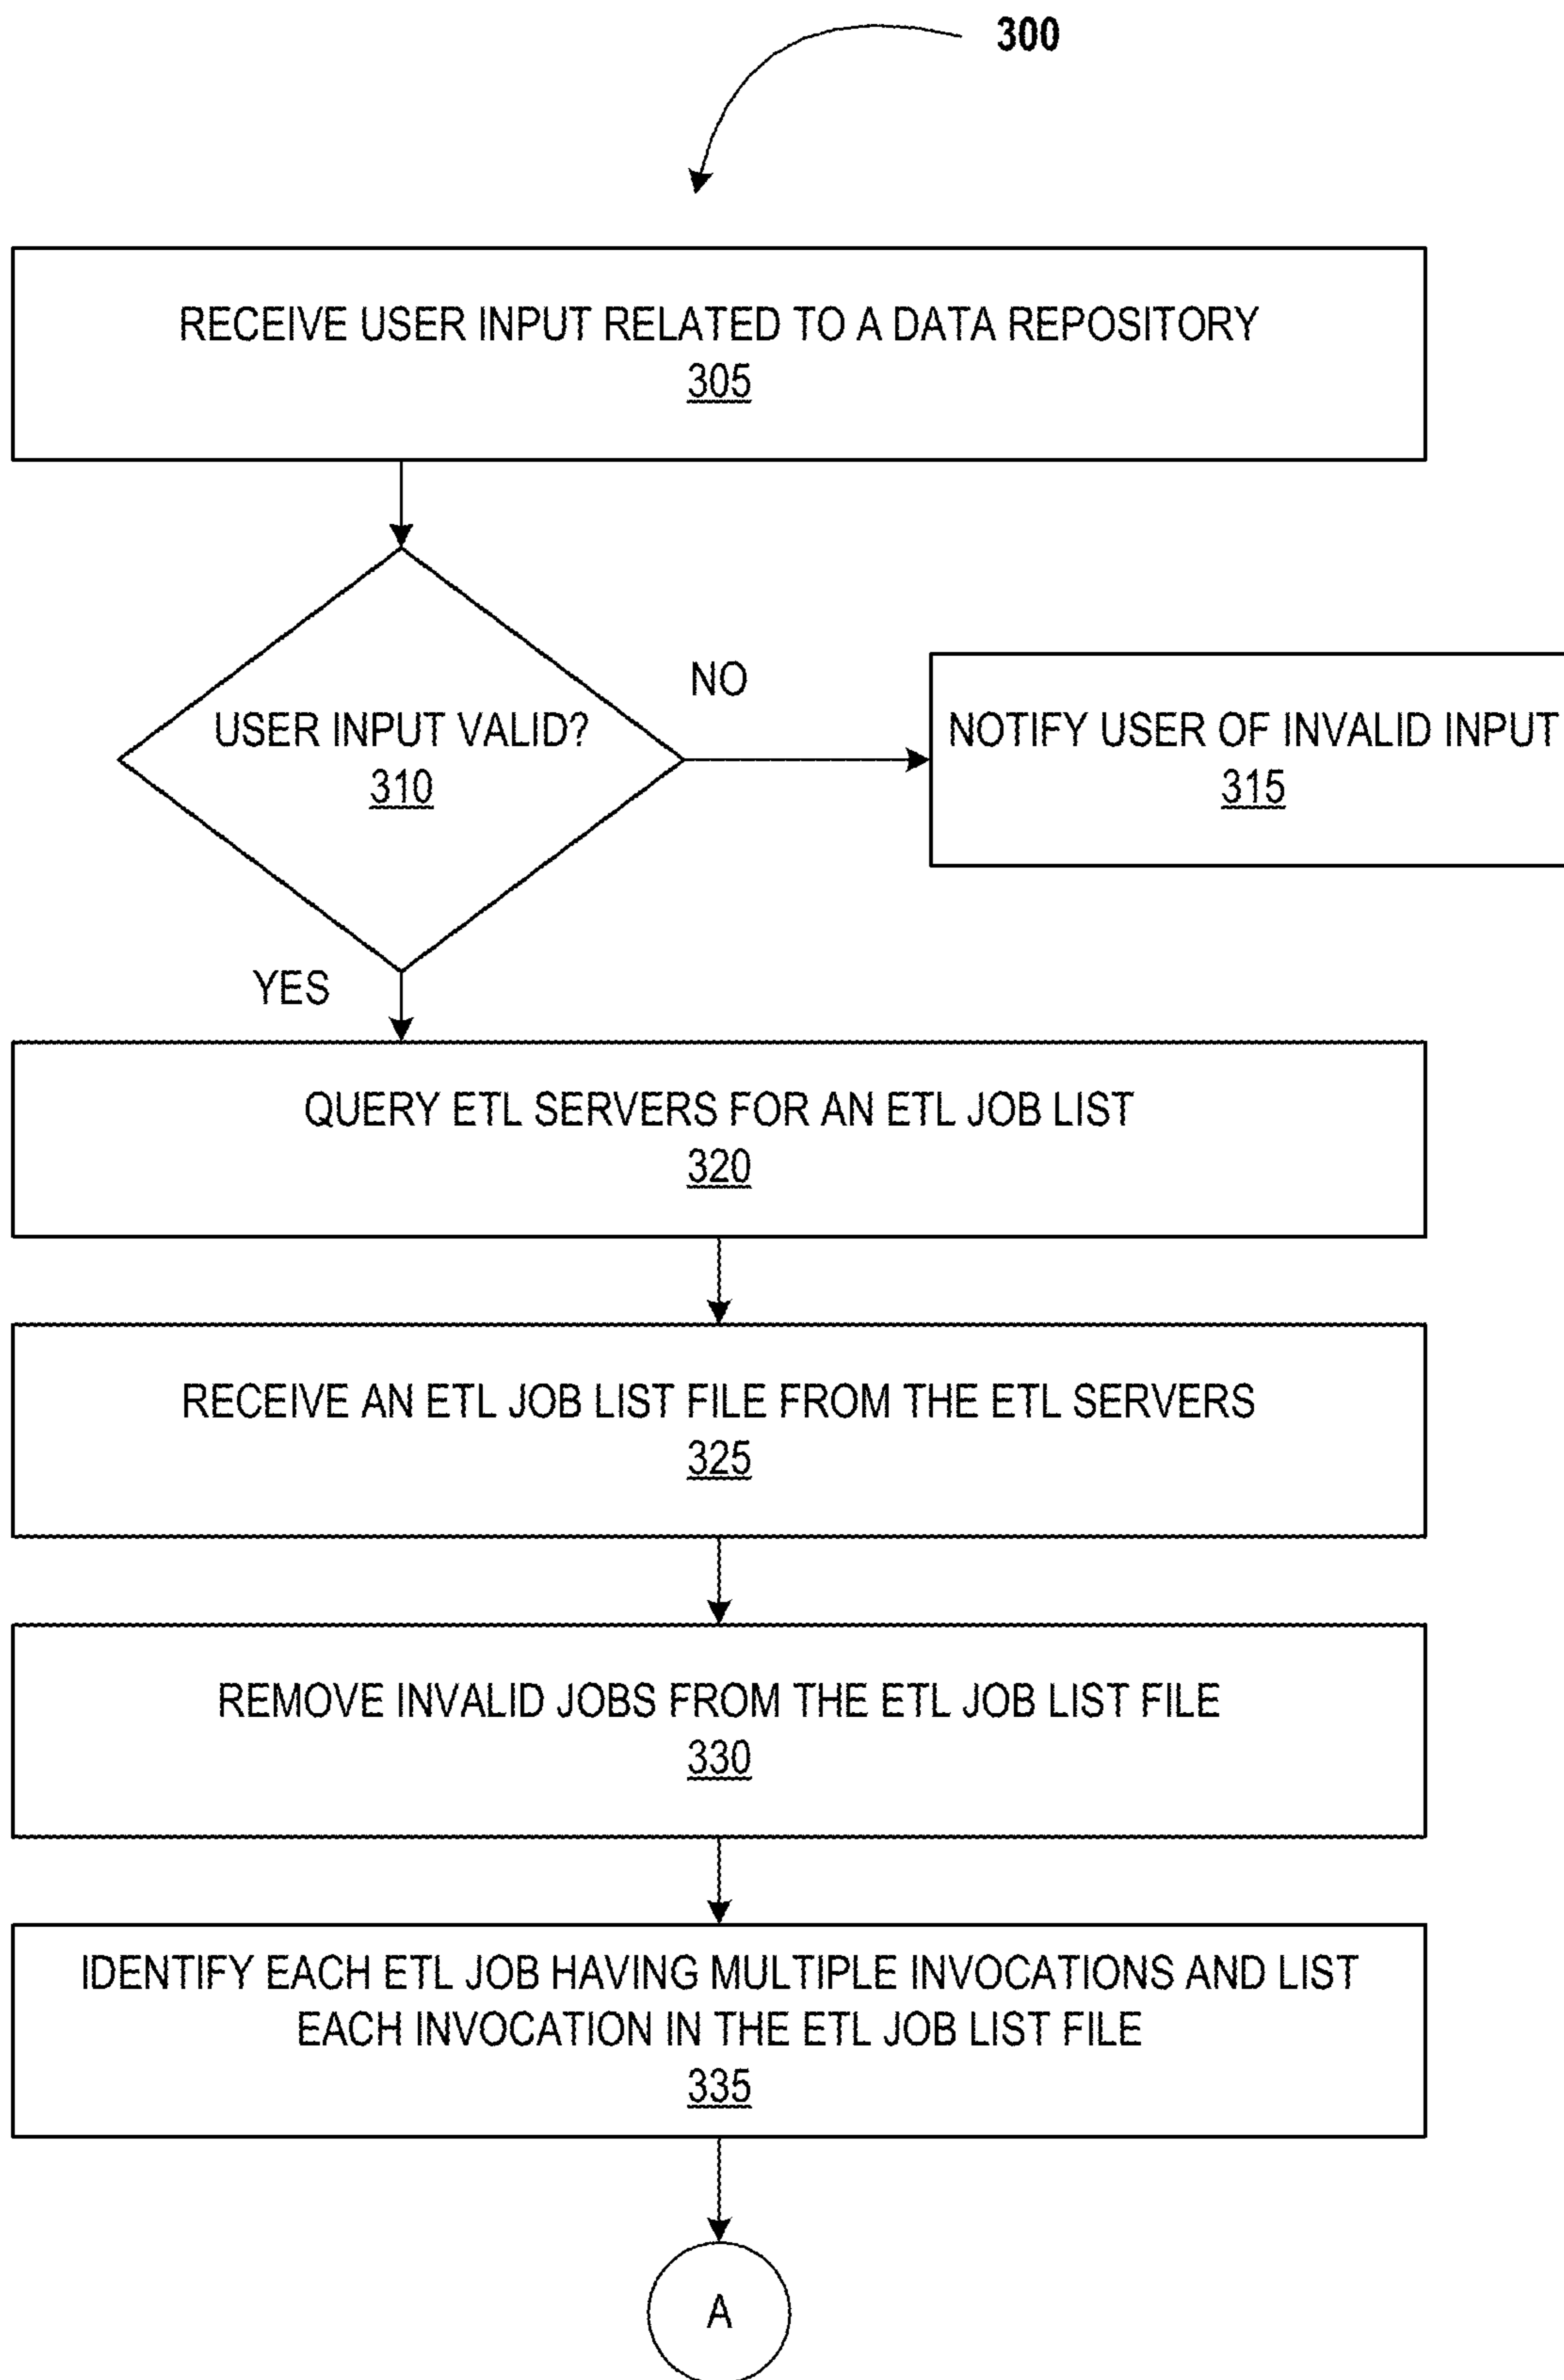 300
RECEIVE USER INPUT RELATED TO A DATA REPOSITORY
305
NO
USER INPUT VALID?
310
NOTIFY USER OF INVALID INPUT
315
YES
QUERY ETL SERVERS FOR AN ETL JOB LIST
320
RECEIVE AN ETL JOB LIST FILE FROM THE ETL SERVERS
325
REMOVE INVALID JOBS FROM THE ETL JOB LIST FILE
330
IDENTIFY EACH ETL JOB HAVING MULTIPLE INVOCATIONS AND LIST
EACH INVOCATION IN THE ETL JOB LIST FILE
335
A